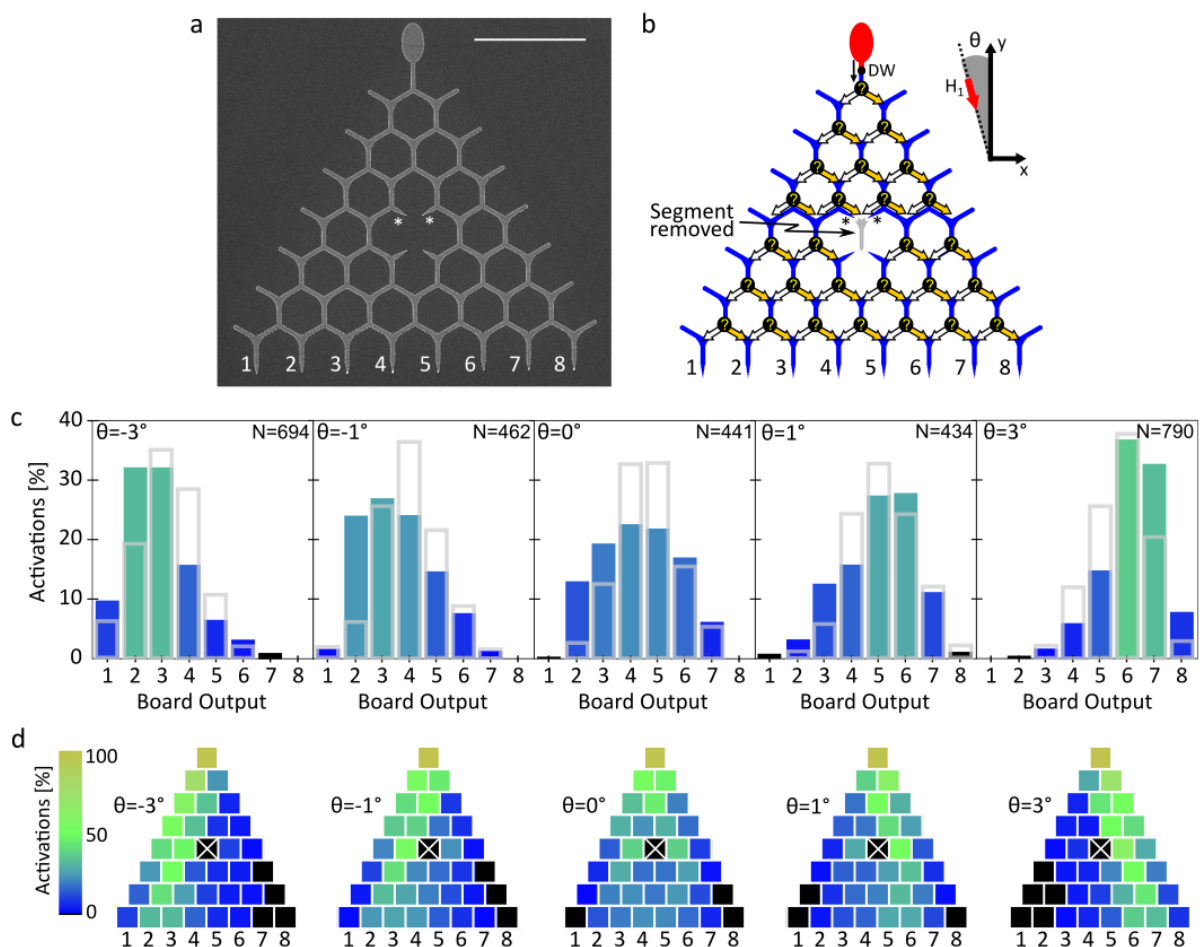 a
* *
1 2 3 4 5 6 7 8
b
DW
θ
y
H₁
x
? 
? ?
? ? ?
? ? ? ?
Segment
removed
* *
? ? ? ?
? ? ? ? ? ?
? ? ? ? ? ? ?
1 2 3 4 5 6 7 8
c
Activations [%]
40
30
20
10
0
θ=-3° N=694
θ=-1° N=462
θ=0° N=441
θ=1° N=434
θ=3° N=790
1 2 3 4 5 6 7 8
1 2 3 4 5 6 7 8
1 2 3 4 5 6 7 8
1 2 3 4 5 6 7 8
1 2 3 4 5 6 7 8
Board Output
Board Output
Board Output
Board Output
Board Output
d
Activations [%]
100
50
0
θ=-3°
θ=-1°
θ=0°
θ=1°
θ=3°
1 2 3 4 5 6 7 8
1 2 3 4 5 6 7 8
1 2 3 4 5 6 7 8
1 2 3 4 5 6 7 8
1 2 3 4 5 6 7 8